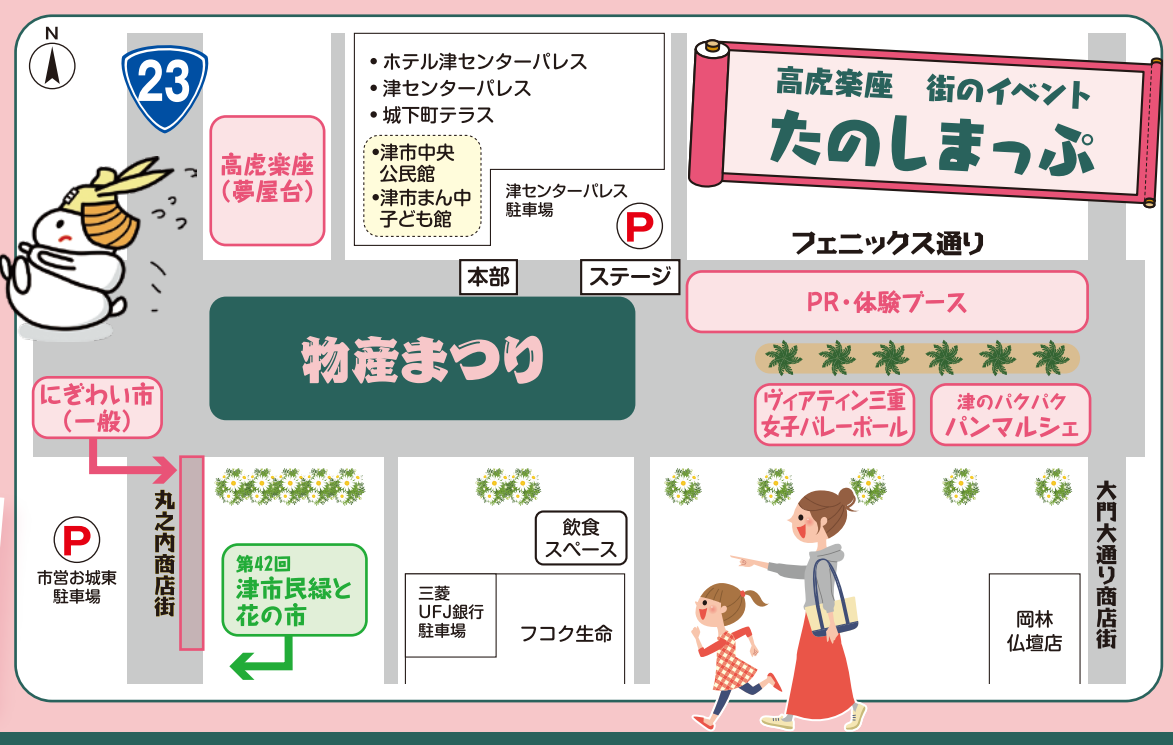 N
23
高虎楽座
(夢屋台)
• ホテル津センターパレス
• 津センターパレス
• 城下町テラス
•津市中央
公民館
•津市まん中
子ども館
津センターパレス
駐車場
P
高虎楽座 街のイベント
たのしまっぷ
フェニックス通り
本部
ステージ
PR・体験ブース
物産まつり
にぎわい市
(一般)
ヴィアティン三重
女子バレーボール
津のパクパク
パンマルシェ
丸之内商店街
P
市営お城東
駐車場
第42回
津市民緑と
花の市
飲食
スペース
三菱
UFJ銀行
駐車場
フコク生命
岡林
仏壇店
大門大通り商店街